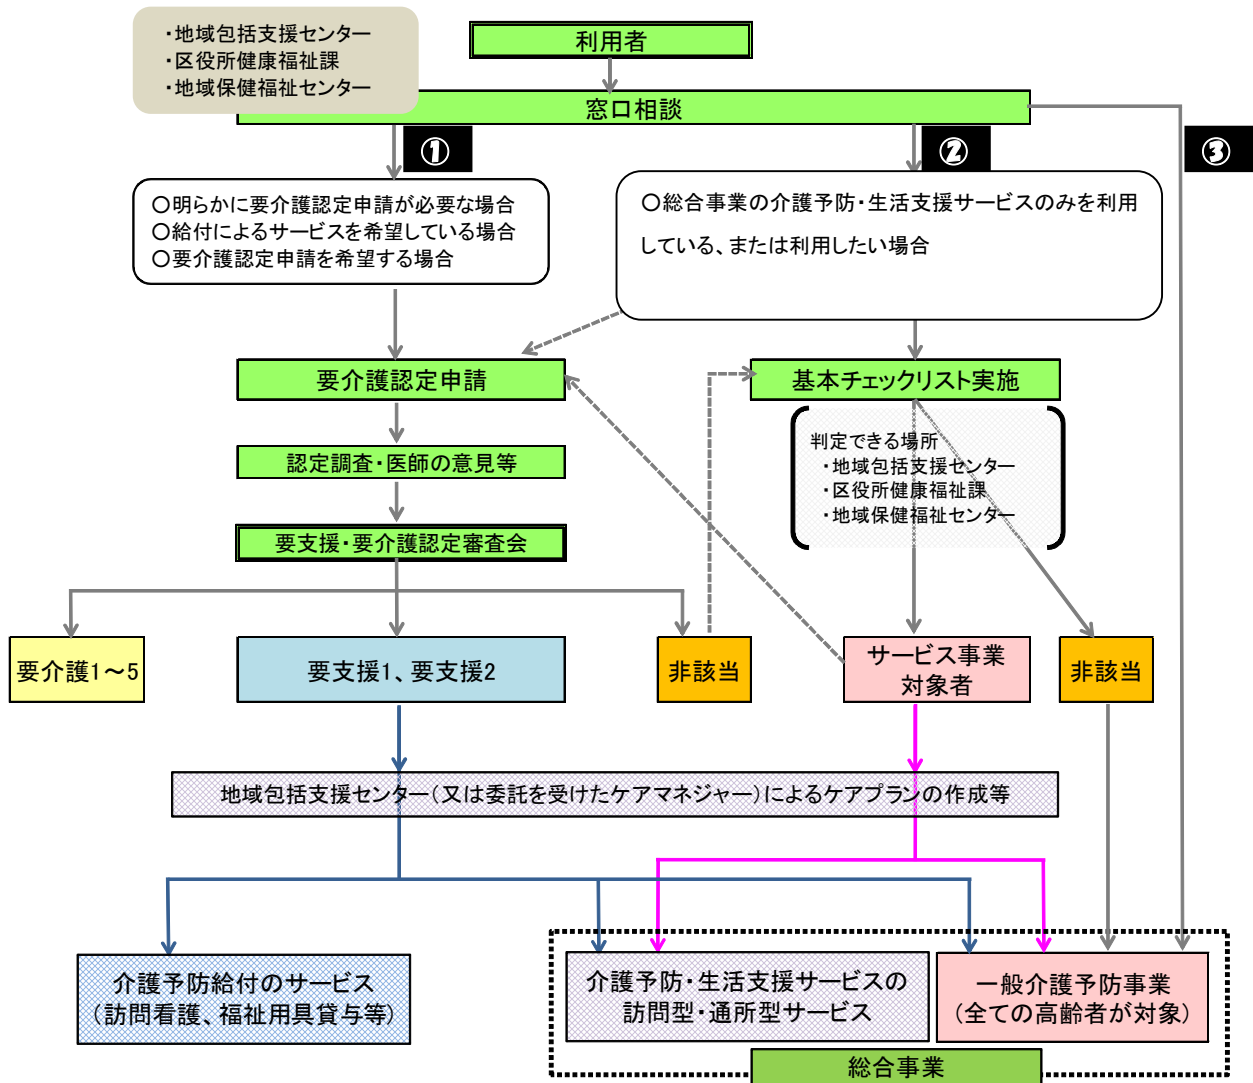 ・地域包括支援センター
・区役所健康福祉課
・地域保健福祉センター
利用者
窓口相談
①
②
③
○明らかに要介護認定申請が必要な場合
○給付によるサービスを希望している場合
○要介護認定申請を希望する場合
○総合事業の介護予防・生活支援サービスのみを利用
している、または利用したい場合
要介護認定申請
基本チェックリスト実施
判定できる場所
・地域包括支援センター
・区役所健康福祉課
・地域保健福祉センター
認定調査・医師の意見等
要支援・要介護認定審査会
要介護1～5
要支援1、要支援2
非該当
サービス事業
対象者
非該当
地域包括支援センター(又は委託を受けたケアマネジャー)によるケアプランの作成等
介護予防給付のサービス
(訪問看護、福祉用具貸与等)
介護予防・生活支援サービスの
訪問型・通所型サービス
一般介護予防事業
(全ての高齢者が対象)
総合事業